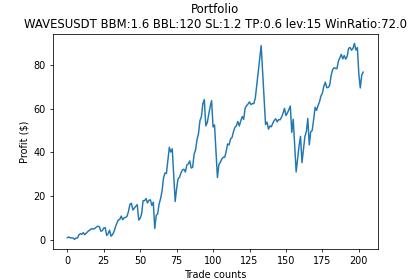 Portfolio
WAVESUSDT BBM:1.6 BBL:120 SL:1.2 TP:0.6 lev:15 WinRatio:72.0
Profit ($)
80
60
40
20
0
0 25 50 75 100 125 150 175 200
Trade counts